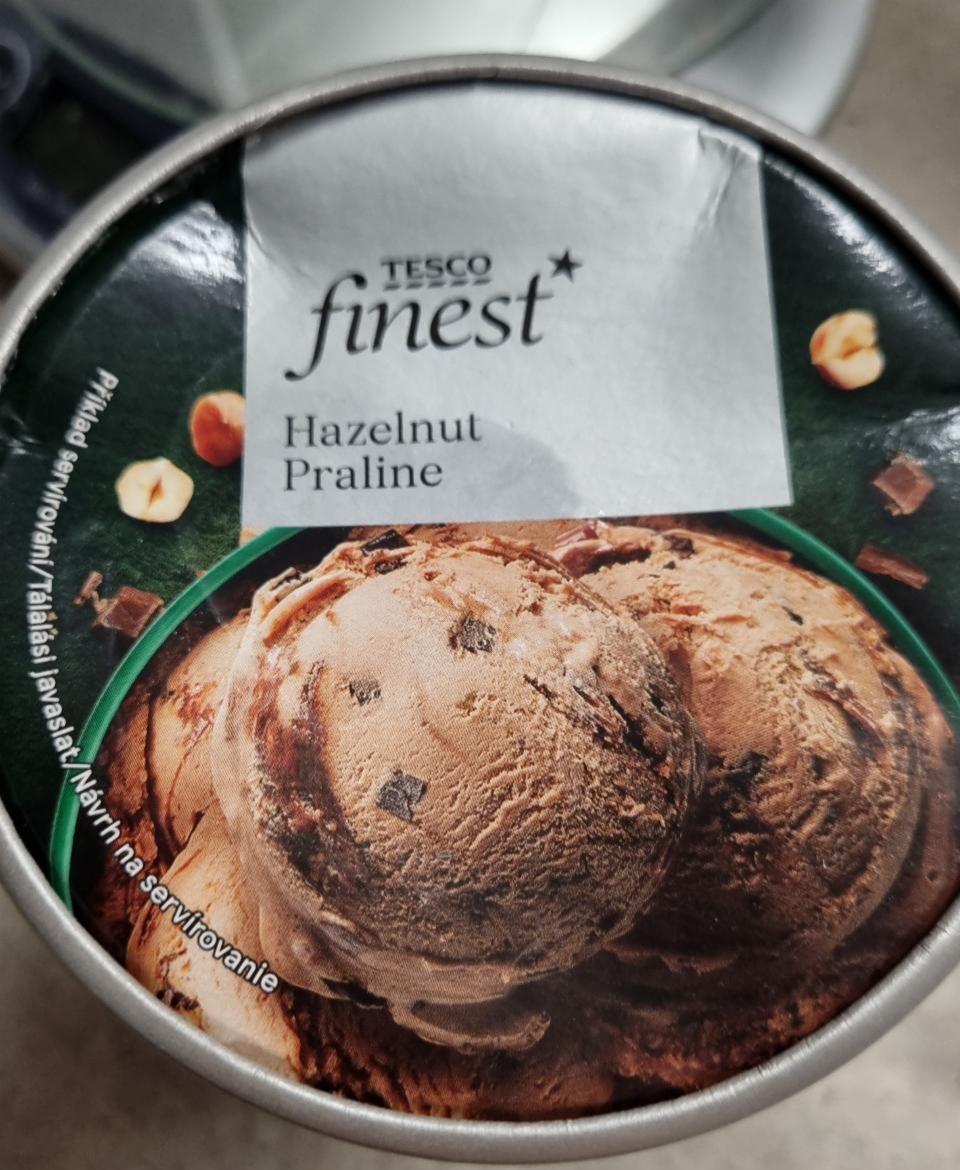 TESCO
finest*
Hazelnut
Praline
Příklad servírování/Tálalási javaslat:/Návrh na servírovanie